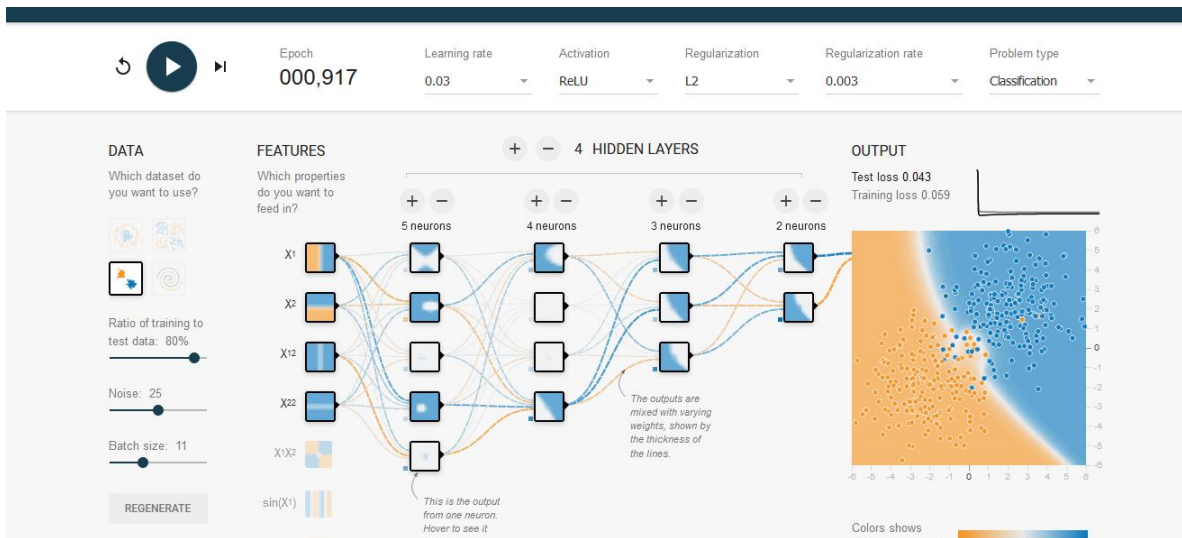 Epoch
000,917
Learning rate
0.03
Activation
ReLU
Regularization
L2
Regularization rate
0.003
Problem type
Classification
DATA
Which dataset do
you want to use?
Ratio of training to
test data: 80%
Noise: 25
Batch size: 11
REGENERATE
FEATURES
Which properties
do you want to
feed in?
X1
X2
X12
X22
X1X2
sin(X1)
+ − 4 HIDDEN LAYERS
+ −
5 neurons
+ −
4 neurons
+ −
3 neurons
+ −
2 neurons
This is the output
from one neuron.
Hover to see it
The outputs are
mixed with varying
weights, shown by
the thickness of
the lines.
OUTPUT
Test loss 0.043
Training loss 0.059
6
5
4
3
2
1
0
-1
-2
-3
-4
-5
-6
-6 -5 -4 -3 -2 -1 0 1 2 3 4 5 6
Colors shows